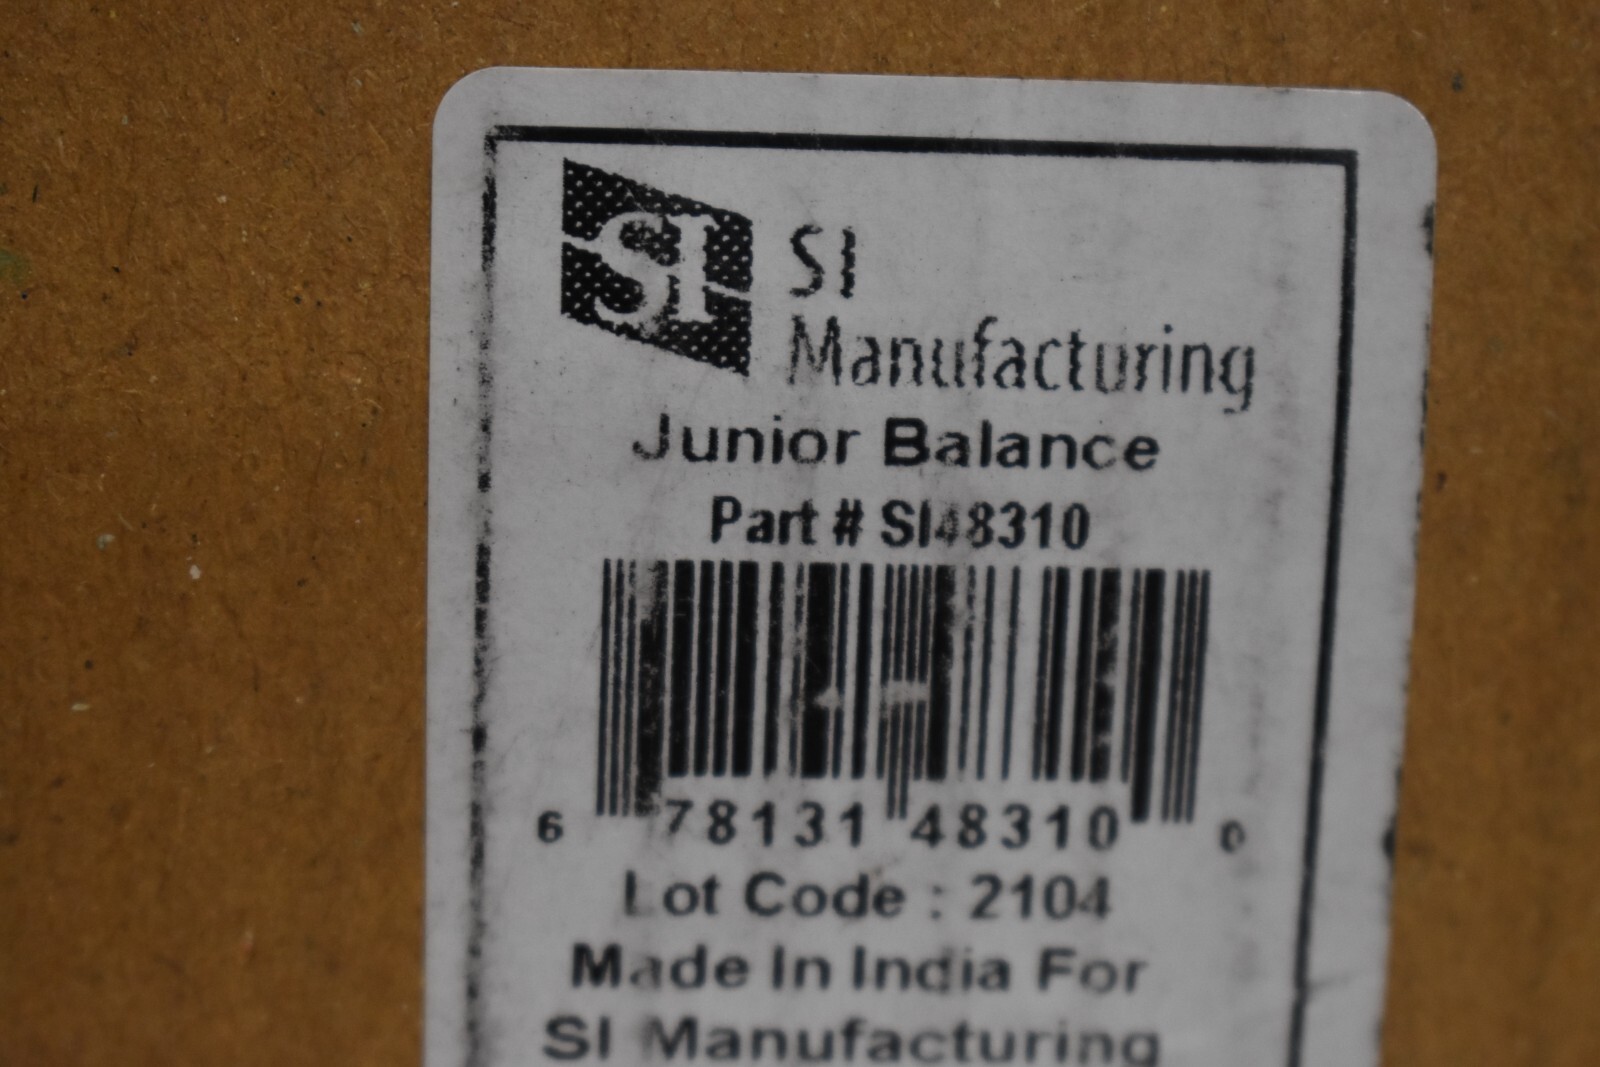 SI
SI
Manufacturing
Junior Balance
Part # SI48310
6 78131 48310 0
Lot Code : 2104
Made In India For
SI Manufacturing